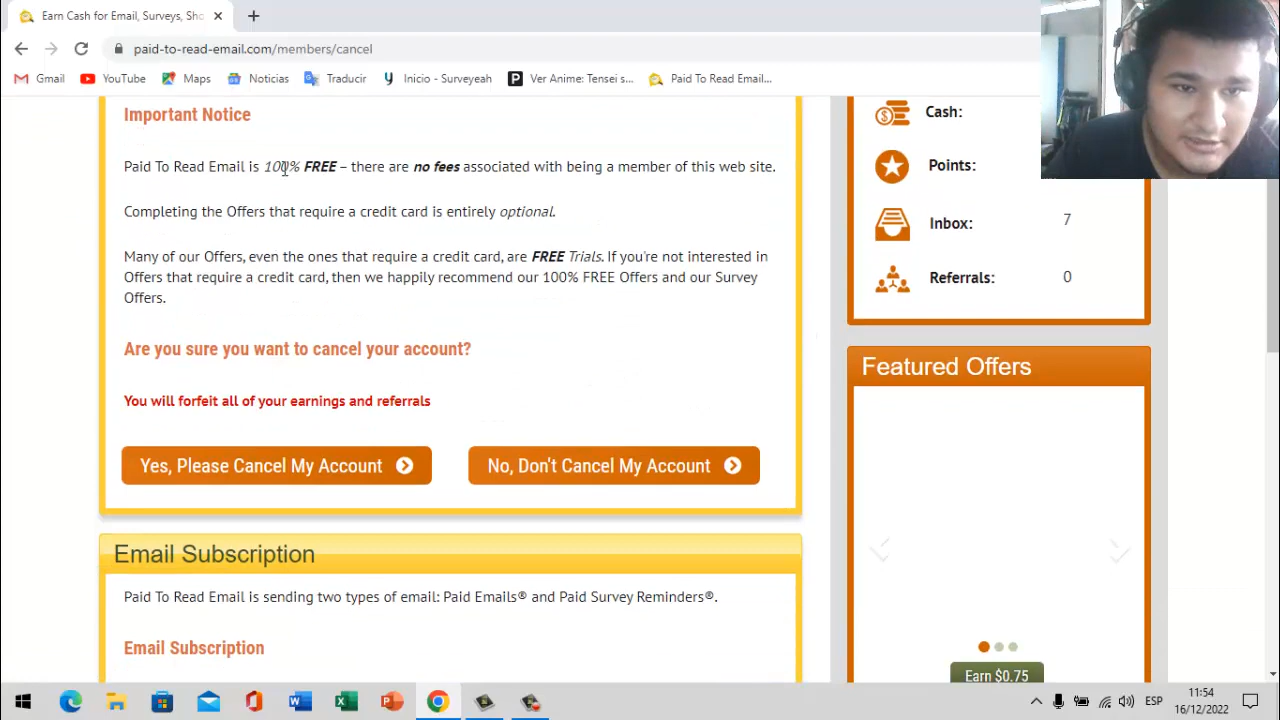 Earn Cash for Email, Surveys, Sho
paid-to-read-email.com/members/cancel
Gmail YouTube Maps Noticias Traducir Inicio - Surveyeah Ver Anime: Tensei s... Paid To Read Email...
Important Notice
Paid To Read Email is 100% FREE – there are no fees associated with being a member of this web site.
Completing the Offers that require a credit card is entirely optional.
Many of our Offers, even the ones that require a credit card, are FREE Trials. If you're not interested in
Offers that require a credit card, then we happily recommend our 100% FREE Offers and our Survey
Offers.
Are you sure you want to cancel your account?
You will forfeit all of your earnings and referrals
Yes, Please Cancel My Account
No, Don't Cancel My Account
Email Subscription
Paid To Read Email is sending two types of email: Paid Emails® and Paid Survey Reminders®.
Email Subscription
Cash:
Points:
Inbox: 7
Referrals: 0
Featured Offers
Earn $0.75
ESP
11:54
16/12/2022